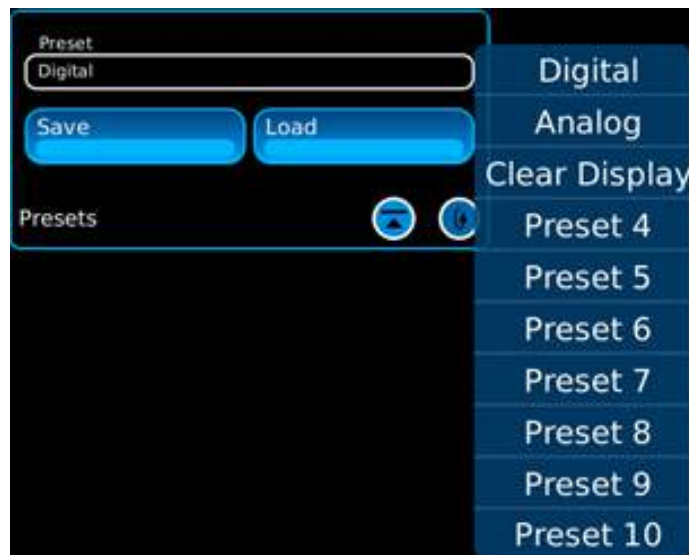 Preset
Digital
Save
Load
Presets
Digital
Analog
Clear Display
Preset 4
Preset 5
Preset 6
Preset 7
Preset 8
Preset 9
Preset 10